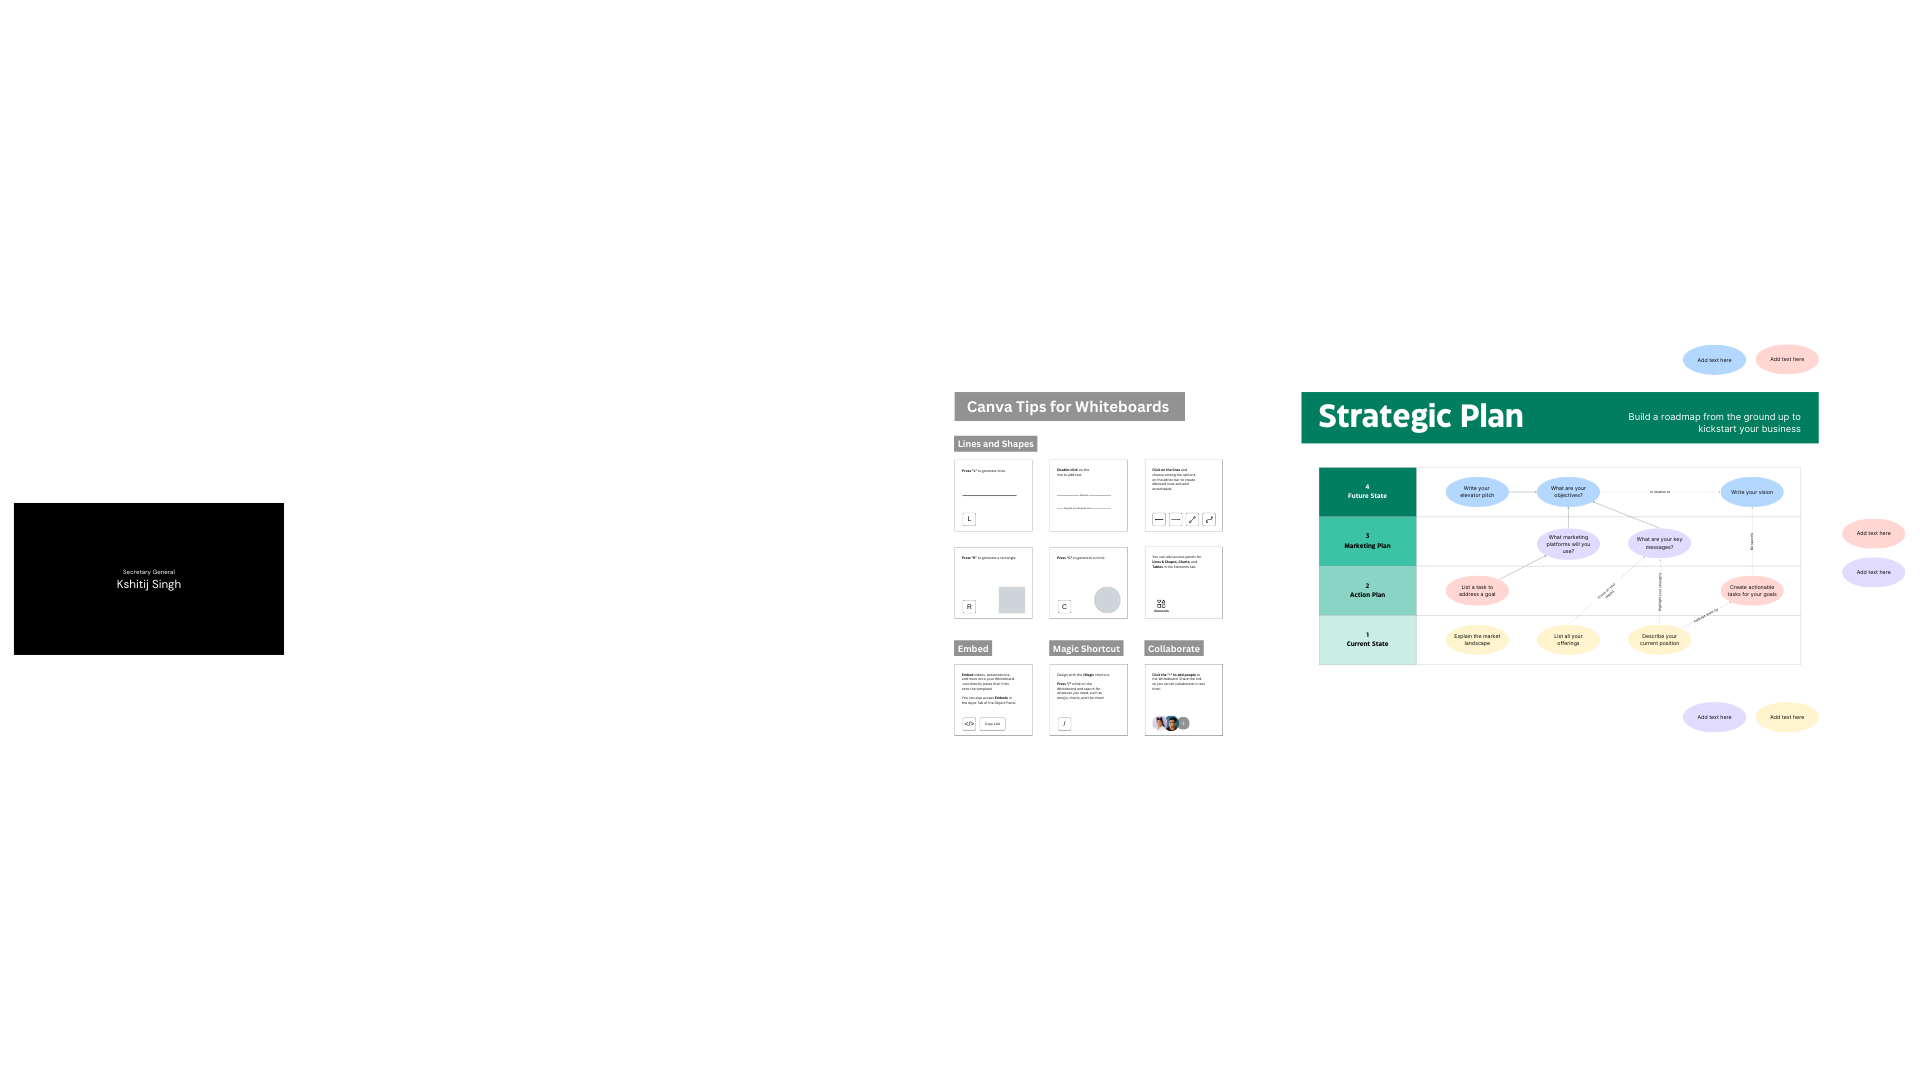 Secretary General
Kshitij Singh
Canva Tips for Whiteboards
Lines and Shapes
Press "L" to generate lines
L
Double-click on the
line to add text
Click on the lines and
choose among the options
on the editor bar to create
elbowed lines and add
arrowheads.
Press "R" to generate a rectangle
R
Press "C" to generate a circle
C
You can also access panels for
Lines & Shapes, Charts, and
Tables in the Elements tab
Elements
Embed
Embed videos, presentations,
and more onto your Whiteboard.
Just directly paste their links
onto the template!
You can also access Embeds in
the Apps Tab of the Object Panel.
</>
Copy Link
Magic Shortcut
Design with the /Magic shortcut.
Press "/" while on the
Whiteboard and search for
whatever you need, such as
emojis, charts, and the timer!
/
Collaborate
Click the "+" to add people to
the Whiteboard. Share the link
so you can all collaborate in real
time!
Add text here
Add text here
Strategic Plan
Build a roadmap from the ground up to
kickstart your business
4
Future State
Write your
elevator pitch
What are your
objectives?
in relation to
Write your vision
3
Marketing Plan
What marketing
platforms will you
use?
What are your key
messages?
Be specific
2
Action Plan
List a task to
address a goal
Highlight your strengths
Create actionable
tasks for your goals
1
Current State
Explain the market
landscape
List all your
offerings
Describe your
current position
Add text here
Add text here
Add text here
Add text here